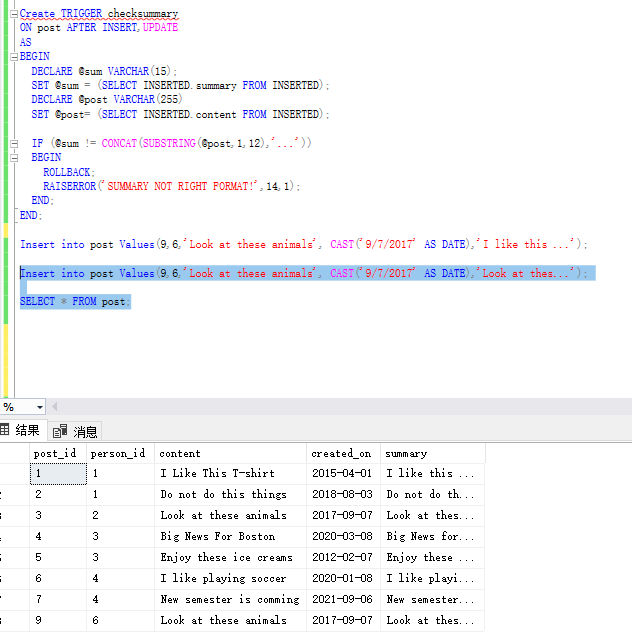 Create TRIGGER checksummary
ON post AFTER INSERT,UPDATE
AS
BEGIN
DECLARE @sum VARCHAR(15);
SET @sum = (SELECT INSERTED.summary FROM INSERTED);
DECLARE @post VARCHAR(255)
SET @post= (SELECT INSERTED.content FROM INSERTED);
IF (@sum != CONCAT(SUBSTRING(@post,1,12),'...'))
BEGIN
ROLLBACK;
RAISERROR('SUMMARY NOT RIGHT FORMAT!',14,1);
END;
END;
Insert into post Values(9,6,'Look at these animals', CAST('9/7/2017' AS DATE),'I like this ...');
Insert into post Values(9,6,'Look at these animals', CAST('9/7/2017' AS DATE),'Look at thes...');
SELECT * FROM post;
%
结果 消息
post_id person_id content created_on summary
1 1 I Like This T-shirt 2015-04-01 I like this ...
2 1 Do not do this things 2018-08-03 Do not do th...
3 2 Look at these animals 2017-09-07 Look at thes...
4 3 Big News For Boston 2020-03-08 Big News for...
5 3 Enjoy these ice creams 2012-02-07 Enjoy these ...
6 4 I like playing soccer 2020-01-08 I like playi...
7 4 New semester is comming 2021-09-06 New semester...
9 6 Look at these animals 2017-09-07 Look at thes...